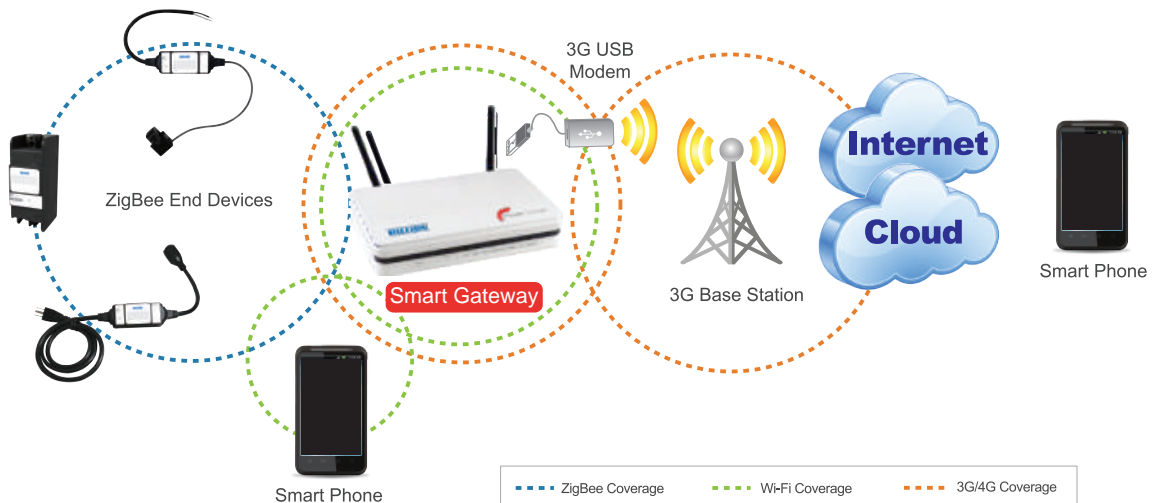 3G USB
Modem
ZigBee End Devices
BILLION
Internet
Cloud
Smart Gateway
3G Base Station
Smart Phone
Smart Phone
ZigBee Coverage
Wi-Fi Coverage
3G/4G Coverage